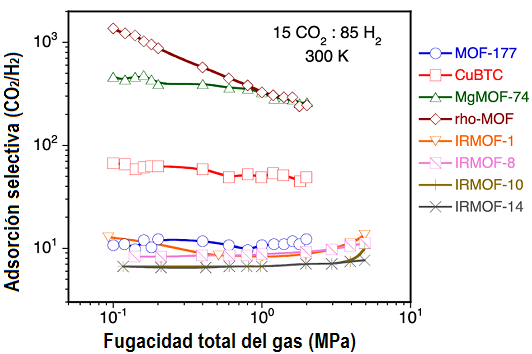 15 CO₂ : 85 H₂
300 K
Adsorción selectiva (CO₂/H₂)
10³
10²
10¹
10⁻¹ 10⁰ 10¹
Fugacidad total del gas (MPa)
MOF-177
CuBTC
MgMOF-74
rho-MOF
IRMOF-1
IRMOF-8
IRMOF-10
IRMOF-14